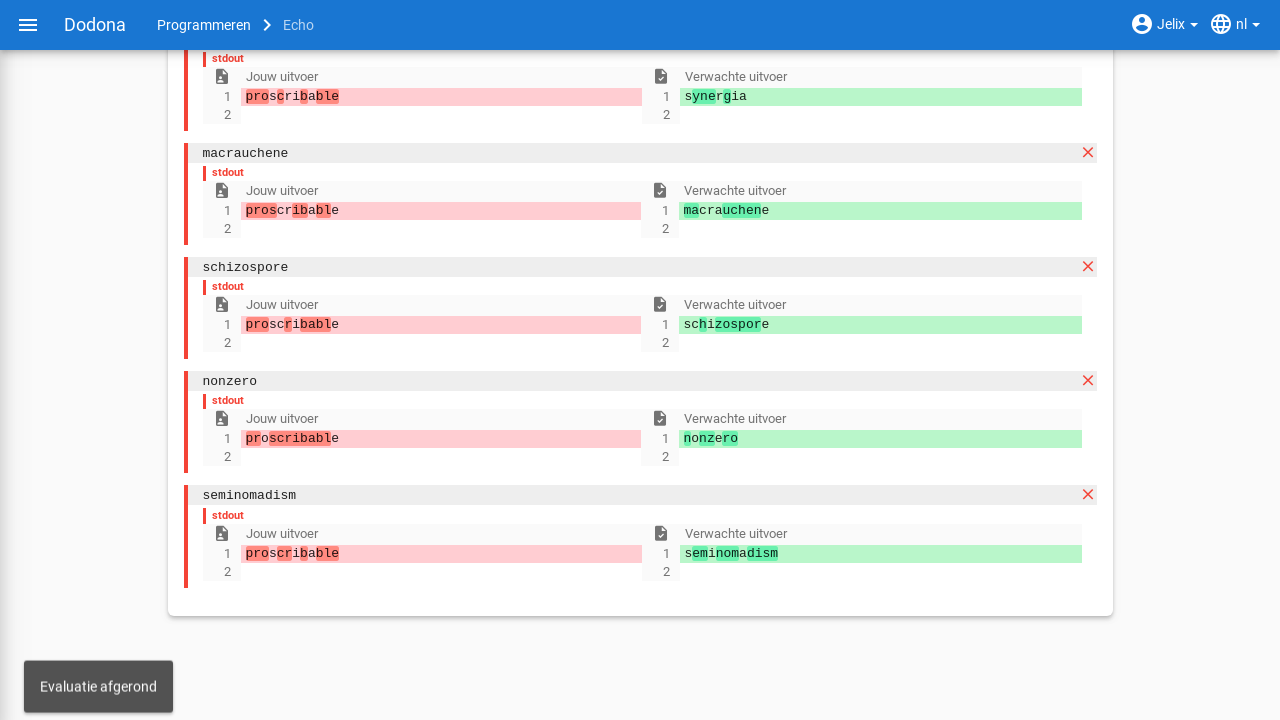 Dodona Programmeren Echo Jelix nl
stdout
Jouw uitvoer Verwachte uitvoer
1 proscribable 1 synergia
2 2
macrauchene
stdout
Jouw uitvoer Verwachte uitvoer
1 proscribable 1 macrauchene
2 2
schizospore
stdout
Jouw uitvoer Verwachte uitvoer
1 proscribable 1 schizospore
2 2
nonzero
stdout
Jouw uitvoer Verwachte uitvoer
1 proscribable 1 nonzero
2 2
seminomadism
stdout
Jouw uitvoer Verwachte uitvoer
1 proscribable 1 seminomadism
2 2
Evaluatie afgerond